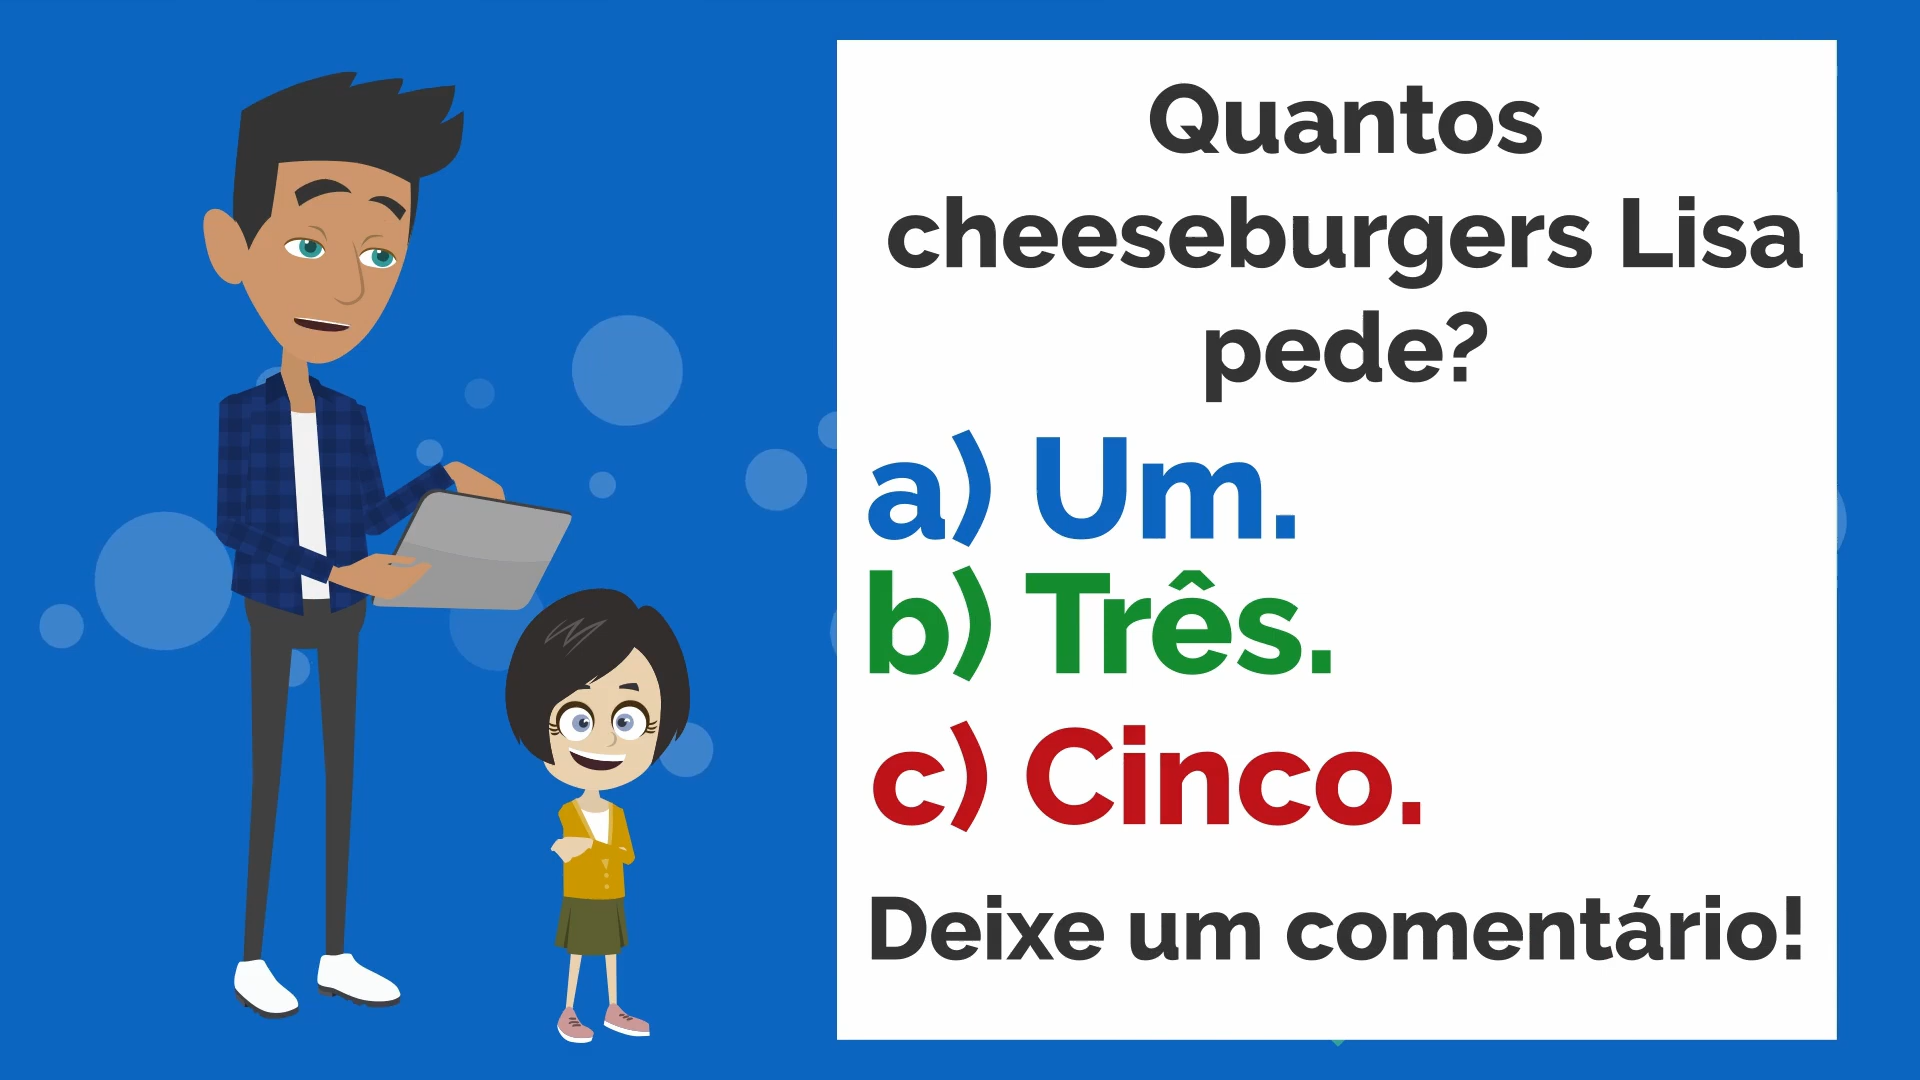 Quantos
cheeseburgers Lisa
pede?
a) Um.
b) Três.
c) Cinco.
Deixe um comentário!